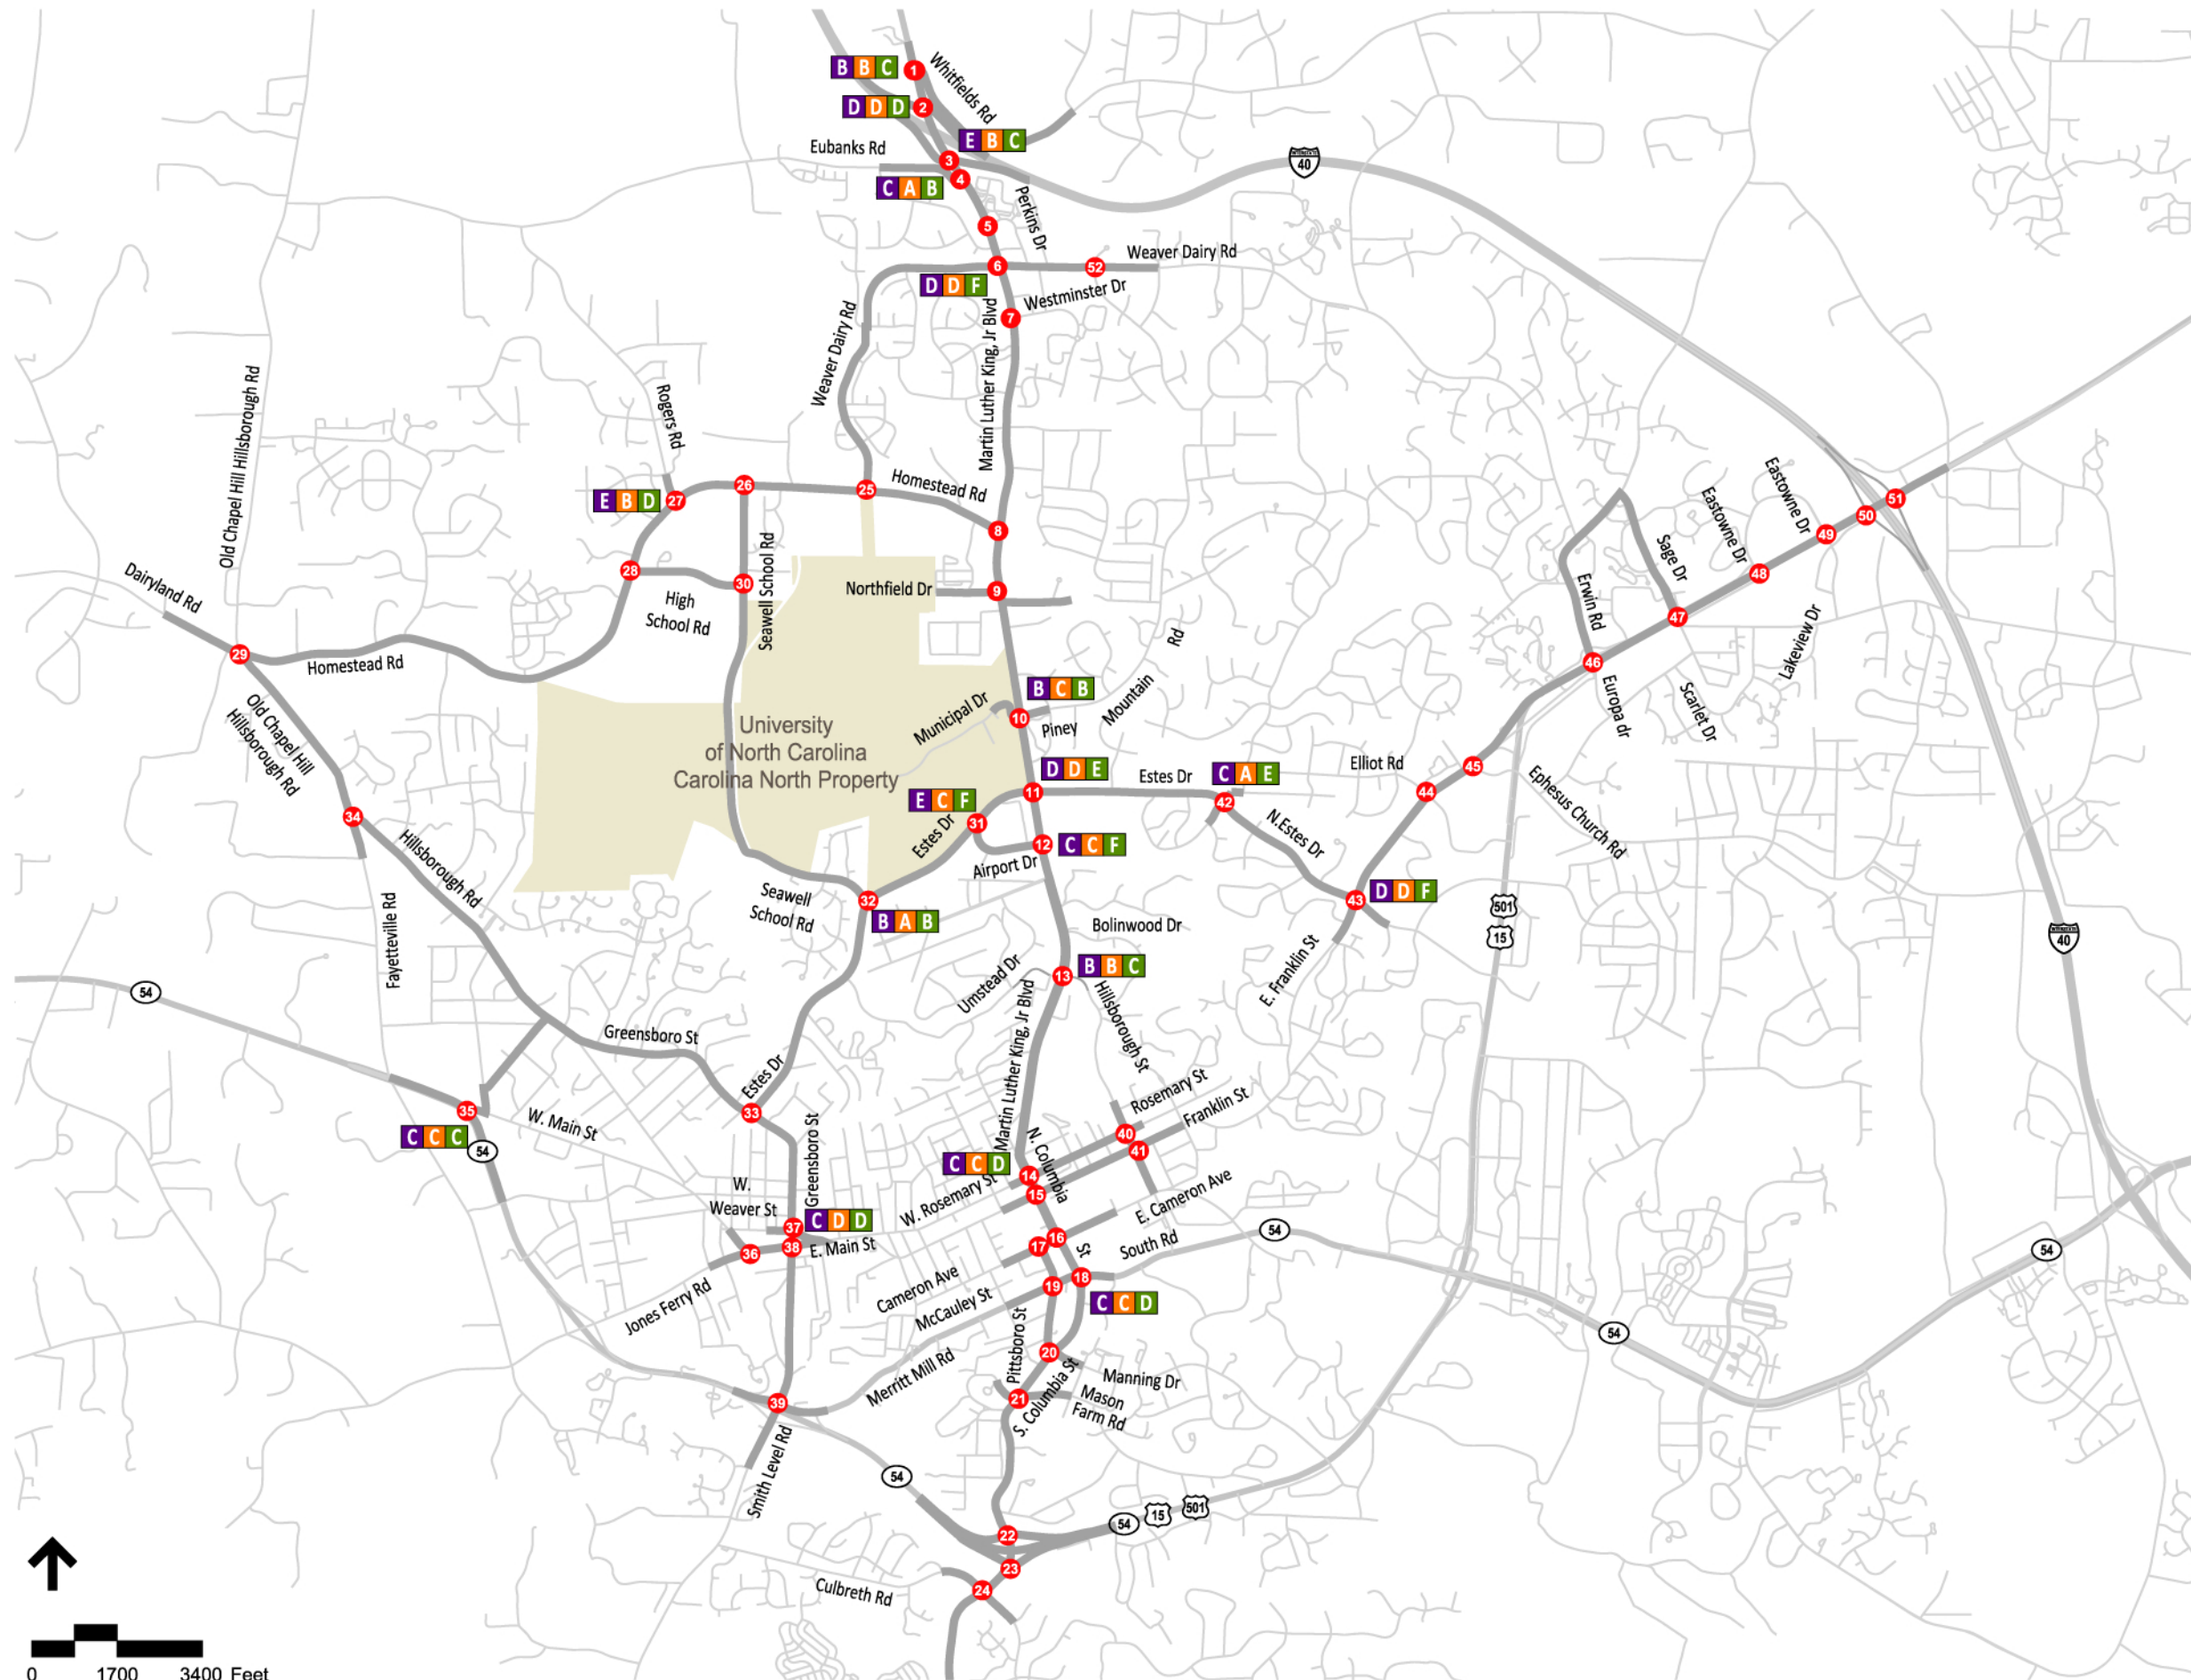 B B C
1
Whitfields Rd
D D D
2
E B C
Eubanks Rd
3
40
C A B
4
Perkins Dr
5
6
52
Weaver Dairy Rd
D D F
Westminster Dr
7
Weaver Dairy Rd
Martin Luther King, Jr Blvd
Old Chapel Hill Hillsborough Rd
Rogers Rd
26
25
Homestead Rd
E B D
27
8
Eastowne Dr
Eastowne Dr
51
50
49
Sage Dr
48
28
30
Seawell School Rd
Northfield Dr
9
High
School Rd
Erwin Rd
47
Lakeview Dr
Dairyland Rd
29
Homestead Rd
Rd
46
Europa dr
Scarlet Dr
Old Chapel Hill
Hillsborough Rd
B C B
Municipal Dr
10
Piney
Mountain
University
of North Carolina
Carolina North Property
D D E
Estes Dr
C A E
Elliot Rd
45
Ephesus Church Rd
11
42
44
E C F
31
Estes Dr
34
Hillsborough Rd
12
C C F
Airport Dr
N.Estes Dr
Seawell
School Rd
32
B A B
43
D D F
501
15
40
Fayetteville Rd
Bolinwood Dr
E. Franklin St
Umstead Dr
13
B B C
Hillsborough St
54
Martin Luther King, Jr Blvd
Greensboro St
Estes Dr
33
Rosemary St
Franklin St
35
W. Main St
C C C
54
Greensboro St
N. Columbia
40
41
C C D
14
15
W. Rosemary St
W.
Weaver St
E. Cameron Ave
37
C D D
38
E. Main St
36
16
17
St
South Rd
54
54
18
19
C C D
Cameron Ave
McCauley St
Jones Ferry Rd
Pittsboro St
54
20
Merritt Mill Rd
Manning Dr
21
S. Columbia St
Mason
Farm Rd
39
Smith Level Rd
54
22
54
15
501
23
24
Culbreth Rd
0 1700 3400 Feet